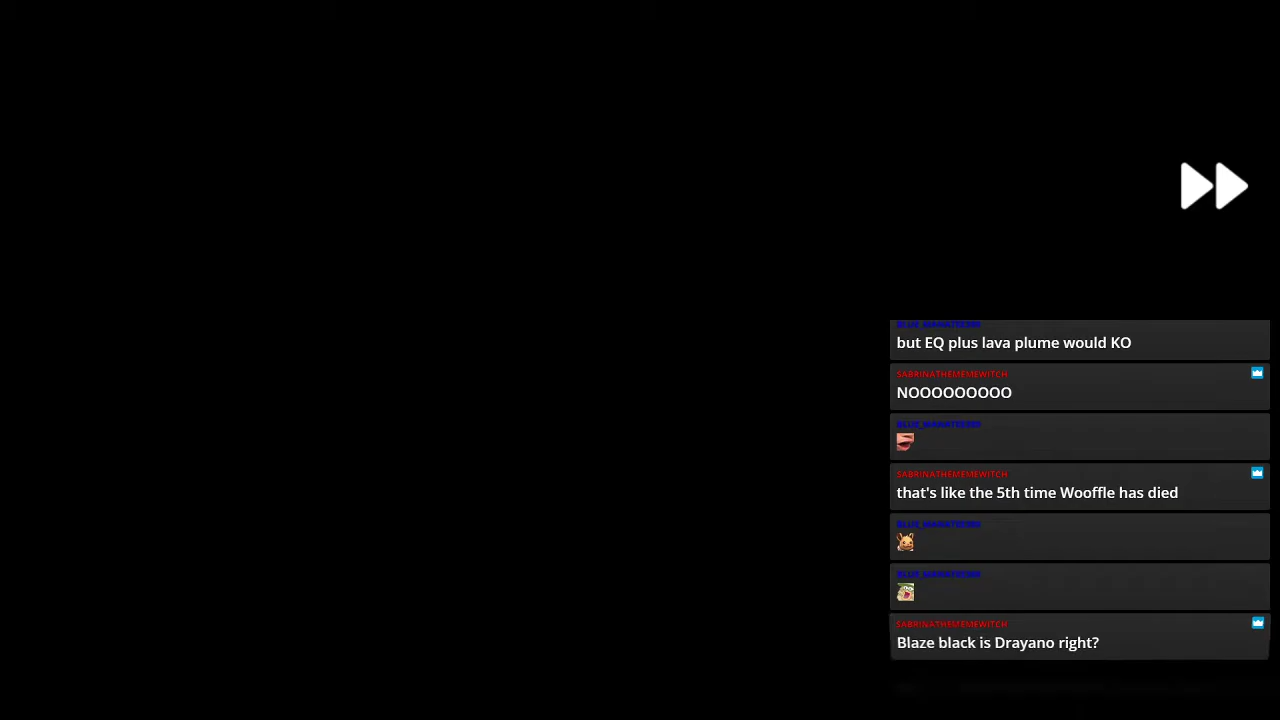 but EQ plus lava plume would KO
SABRINATHEMEMEWITCH
NOOOOOOOOO
SABRINATHEMEMEWITCH
that's like the 5th time Wooffle has died
SABRINATHEMEMEWITCH
Blaze black is Drayano right?